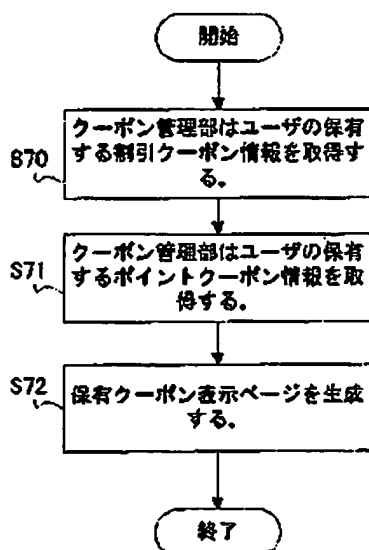 開始
S70
クーポン管理部はユーザの保有
する割引クーポン情報を取得す
る。
S71
クーポン管理部はユーザの保有
するポイントクーポン情報を取
得する。
S72
保有クーポン表示ページを生成
する。
終了